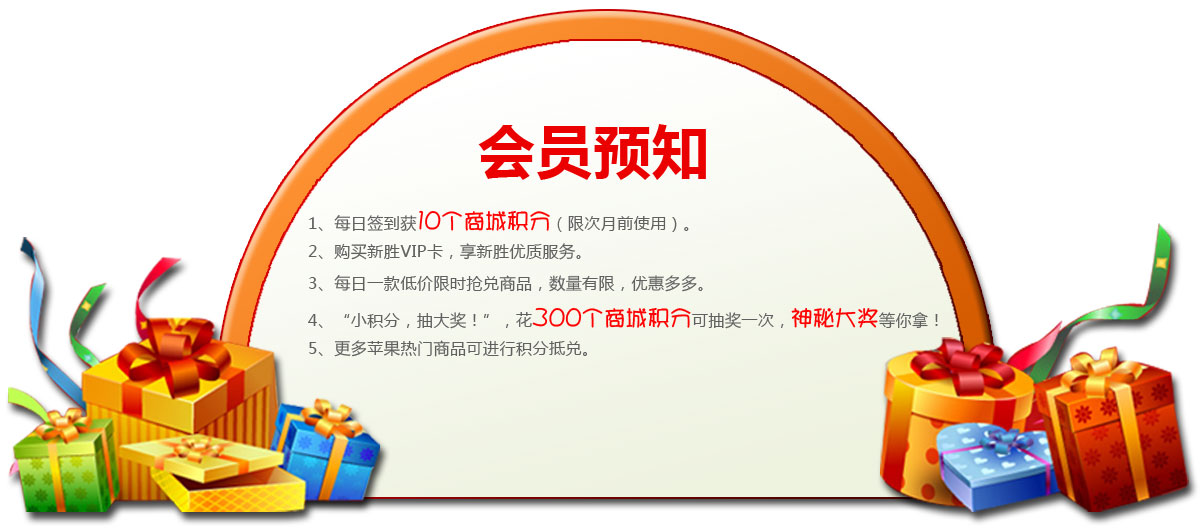 会员预知
1、每日签到获10个商城积分（限次月前使用）。
2、购买新胜VIP卡，享新胜优质服务。
3、每日一款低价限时抢兑商品，数量有限，优惠多多。
4、“小积分，抽大奖！”，花300个商城积分可抽奖一次，神秘大奖等你拿！
5、更多苹果热门商品可进行积分抵兑。